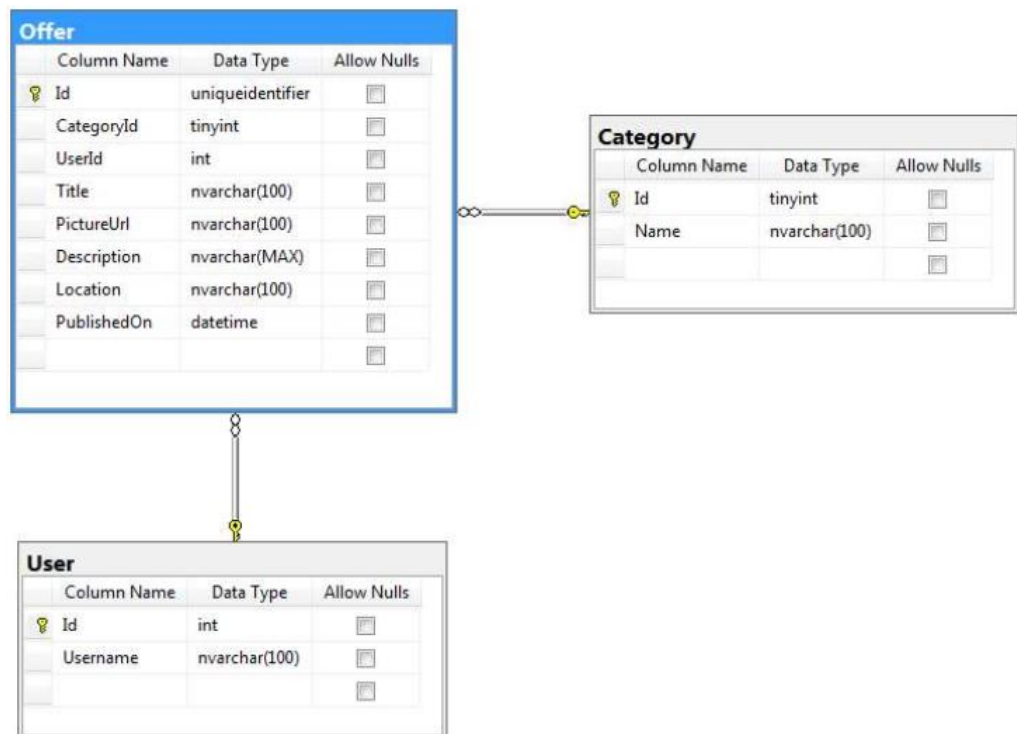 Offer
Column Name Data Type Allow Nulls
Id uniqueidentifier
CategoryId tinyint
UserId int
Title nvarchar(100)
PictureUrl nvarchar(100)
Description nvarchar(MAX)
Location nvarchar(100)
PublishedOn datetime
Category
Column Name Data Type Allow Nulls
Id tinyint
Name nvarchar(100)
User
Column Name Data Type Allow Nulls
Id int
Username nvarchar(100)